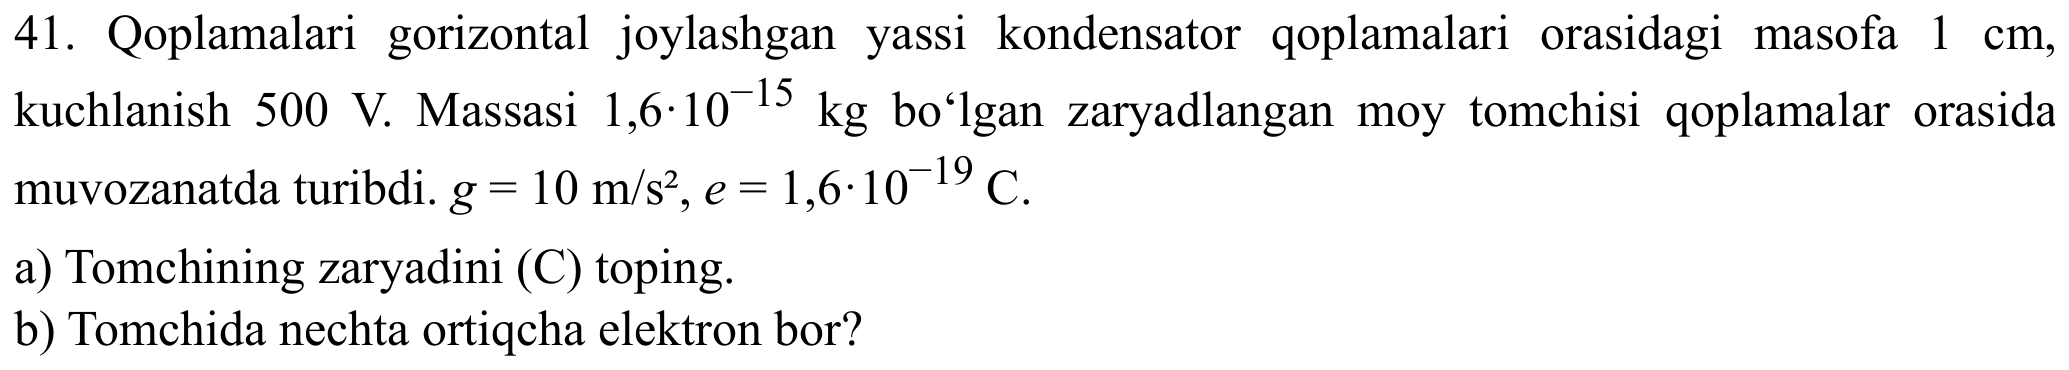 41. Qoplamalari gorizontal joylashgan yassi kondensator qoplamalari orasidagi masofa 1 cm,
kuchlanish 500 V. Massasi 1,6·10⁻¹⁵ kg bo‘lgan zaryadlangan moy tomchisi qoplamalar orasida
muvozanatda turibdi. g = 10 m/s², e = 1,6·10⁻¹⁹ C.
a) Tomchining zaryadini (C) toping.
b) Tomchida nechta ortiqcha elektron bor?